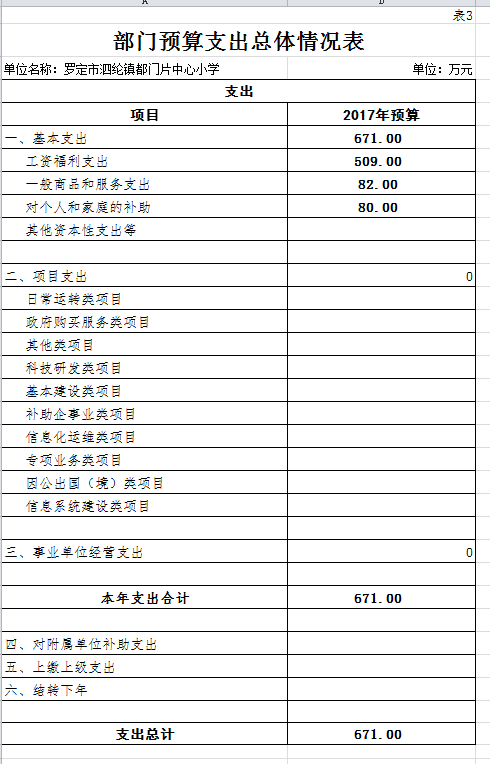 A D
表3
部门预算支出总体情况表
单位名称：罗定市泗纶镇都门片中心小学 单位：万元
支出
项目 2017年预算
一、基本支出 671.00
工资福利支出 509.00
一般商品和服务支出 82.00
对个人和家庭的补助 80.00
其他资本性支出等
二、项目支出 0
日常运转类项目
政府购买服务类项目
其他类项目
科技研发类项目
基本建设类项目
补助企事业类项目
信息化运维类项目
专项业务类项目
因公出国（境）类项目
信息系统建设类项目
三、事业单位经营支出 0
本年支出合计 671.00
四、对附属单位补助支出
五、上缴上级支出
六、结转下年
支出总计 671.00